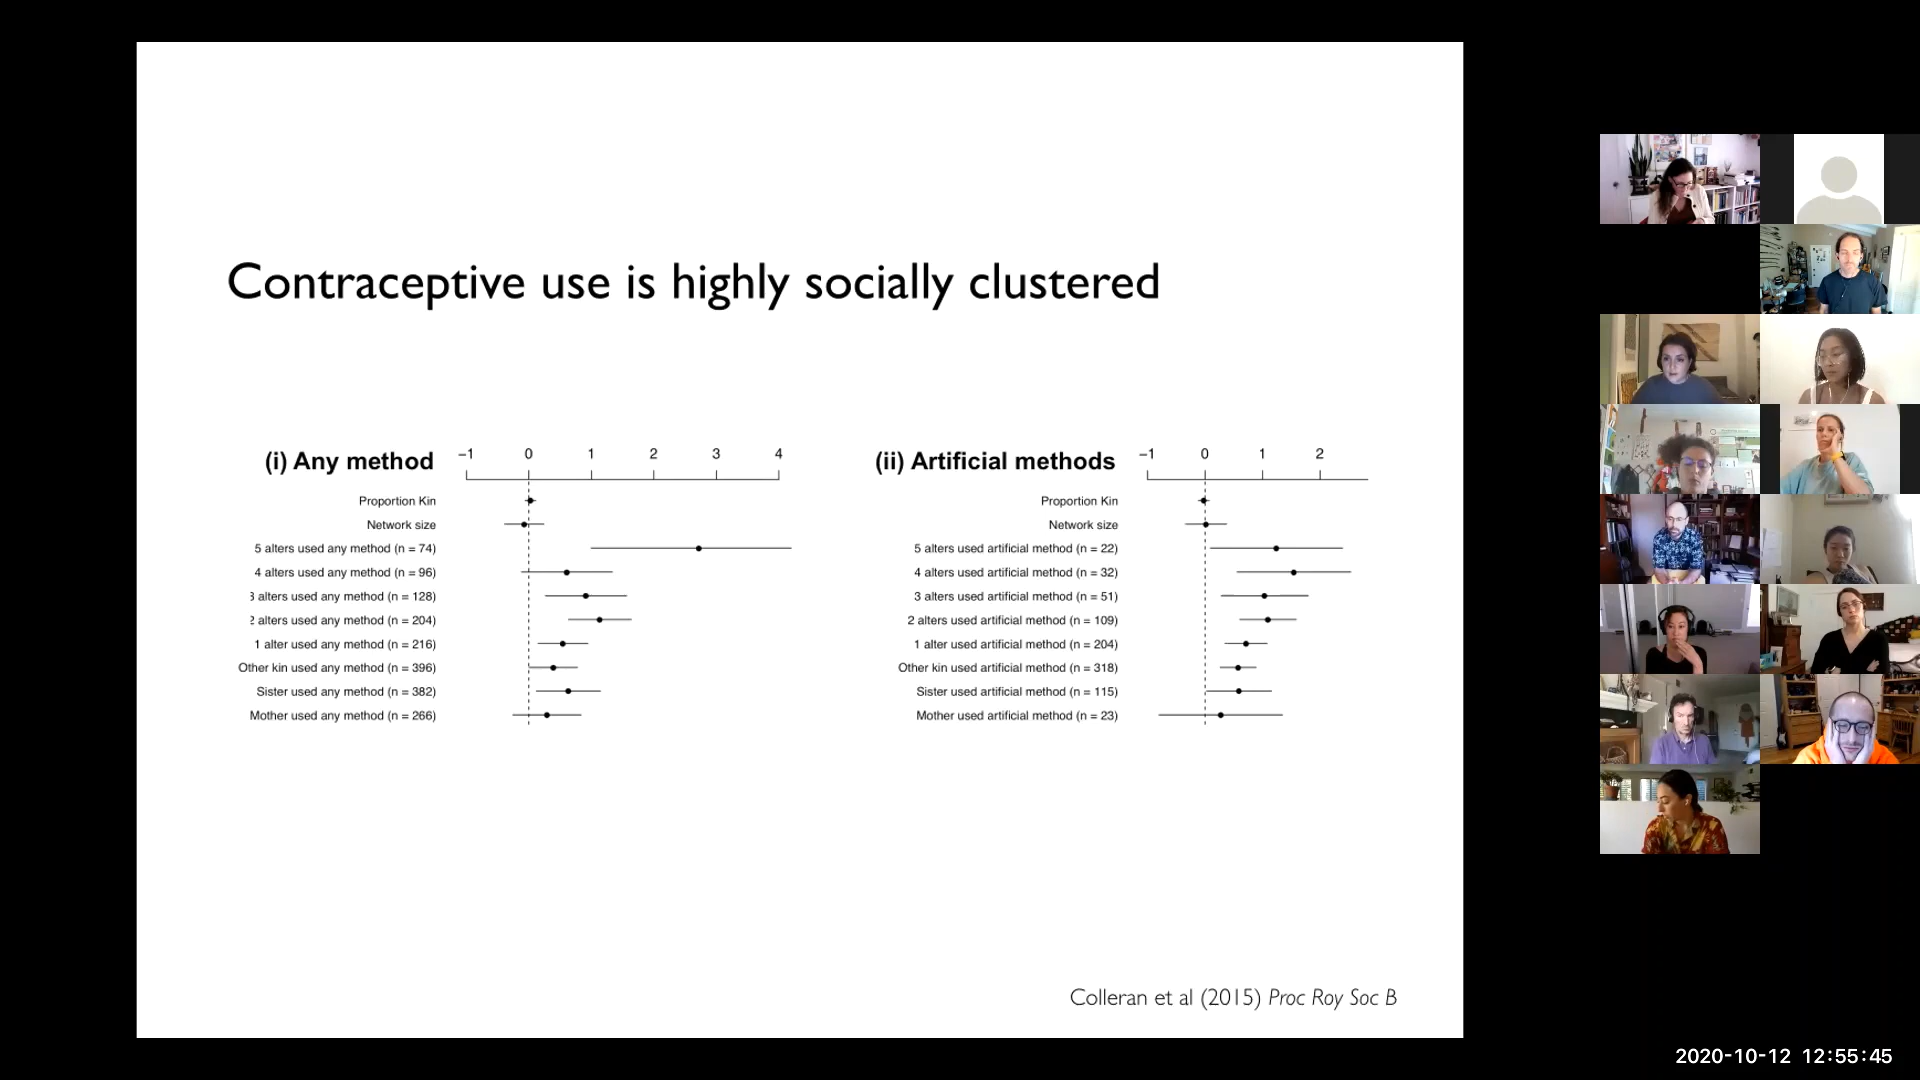 Contraceptive use is highly socially clustered
(i) Any method
−1 0 1 2 3 4
Proportion Kin
Network size
5 alters used any method (n = 74)
4 alters used any method (n = 96)
3 alters used any method (n = 128)
2 alters used any method (n = 204)
1 alter used any method (n = 216)
Other kin used any method (n = 396)
Sister used any method (n = 382)
Mother used any method (n = 266)
(ii) Artificial methods
−1 0 1 2
Proportion Kin
Network size
5 alters used artificial method (n = 22)
4 alters used artificial method (n = 32)
3 alters used artificial method (n = 51)
2 alters used artificial method (n = 109)
1 alter used artificial method (n = 204)
Other kin used artificial method (n = 318)
Sister used artificial method (n = 115)
Mother used artificial method (n = 23)
Colleran et al (2015) Proc Roy Soc B
2020-10-12 12:55:45